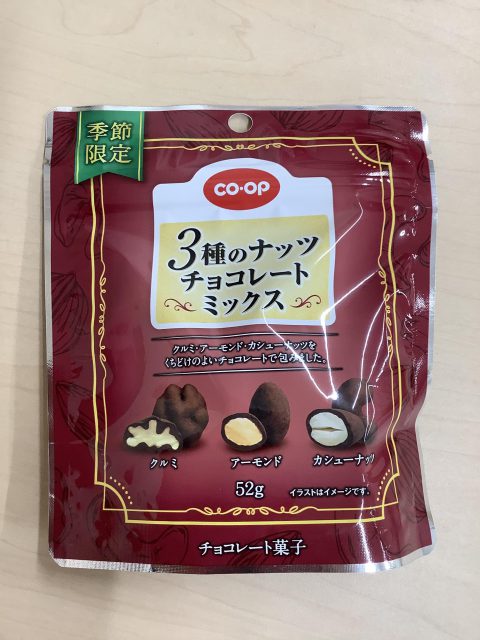 季節
限定
CO・OP
3種のナッツ
チョコレート
ミックス
クルミ・アーモンド・カシューナッツを
くちどけのよいチョコレートで包みました。
クルミ
アーモンド
カシューナッツ
52g
イラストはイメージです。
チョコレート菓子